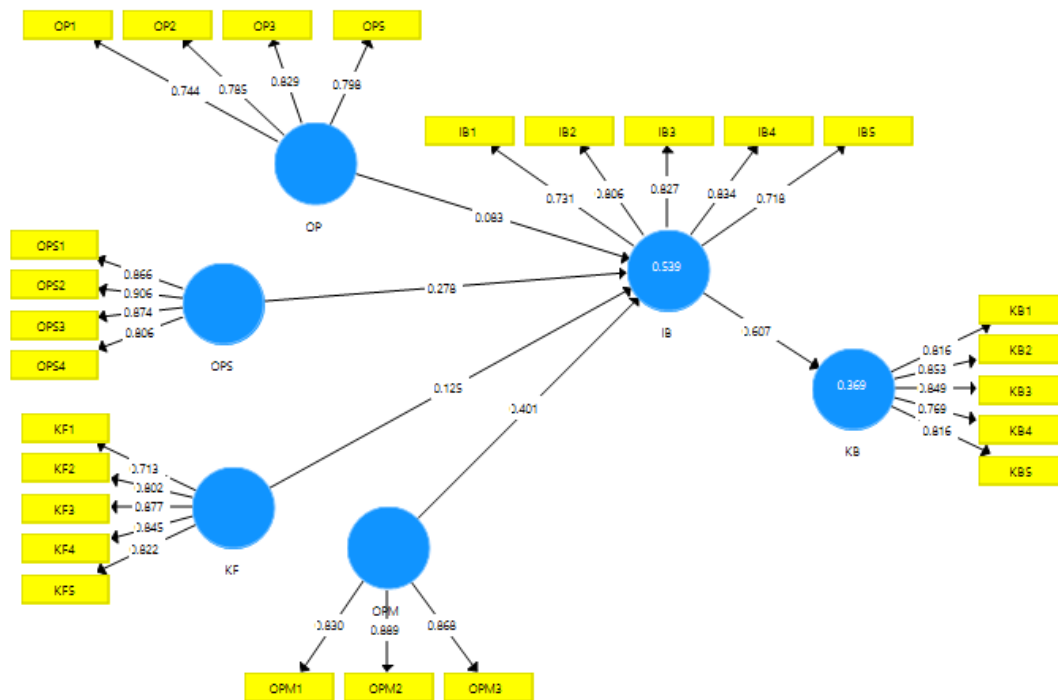 OP1 OP2 OP3 OP5
0.744 0.785 0.829 0.798
OP
IB1 IB2 IB3 IB4 IB5
0.731 0.806 0.827 0.834 0.718
0.083
OPS1
OPS2
OPS3
OPS4
0.866
0.906
0.874
0.806
OPS
0.278
0.539
IB
0.607
KB1
KB2
KB3
KB4
KB5
0.816
0.853
0.849
0.769
0.816
0.369
KB
0.125
0.401
KF1
KF2
KF3
KF4
KF5
0.713
0.802
0.877
0.845
0.822
KF
OPM
0.830 0.889 0.868
OPM1 OPM2 OPM3